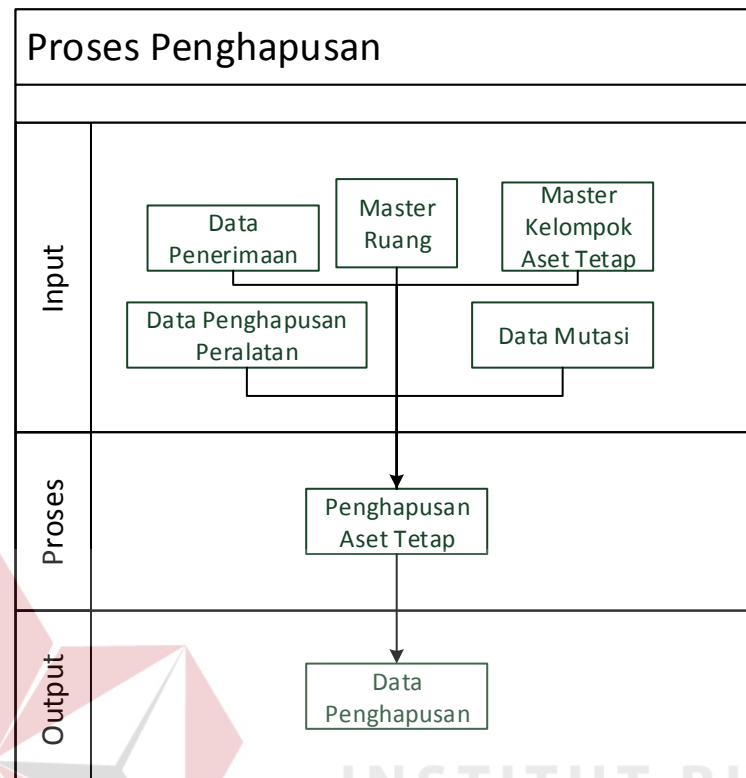 Proses Penghapusan
Input
Data
Penerimaan
Master
Ruang
Master
Kelompok
Aset Tetap
Data Penghapusan
Peralatan
Data Mutasi
Proses
Penghapusan
Aset Tetap
Output
Data
Penghapusan
INSTITUT